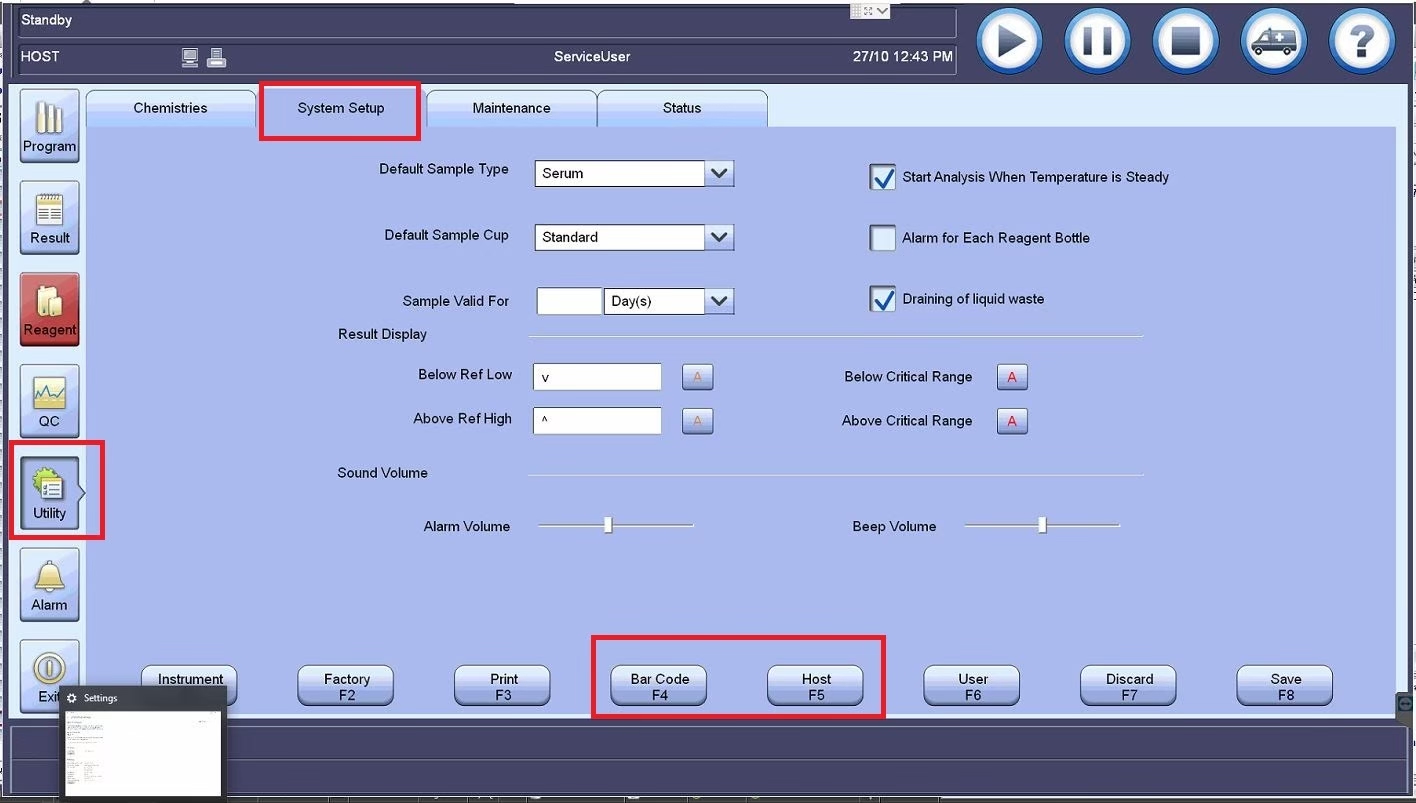 Standby
HOST ServiceUser 27/10 12:43 PM
?
Program
Result
Reagent
QC
Utility
Alarm
Exit
Chemistries System Setup Maintenance Status
Default Sample Type Serum
Start Analysis When Temperature is Steady
Default Sample Cup Standard
Alarm for Each Reagent Bottle
Sample Valid For Day(s)
Draining of liquid waste
Result Display
Below Ref Low v A Below Critical Range A
Above Ref High ^ A Above Critical Range A
Sound Volume
Alarm Volume Beep Volume
Instrument Factory Print Bar Code Host User Discard Save
F2 F3 F4 F5 F6 F7 F8
Settings